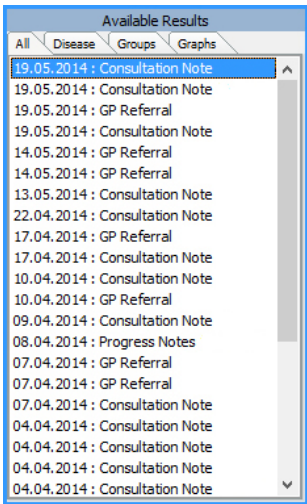 Available Results
All Disease Groups Graphs
19.05.2014 : Consultation Note
19.05.2014 : Consultation Note
19.05.2014 : GP Referral
19.05.2014 : Consultation Note
14.05.2014 : GP Referral
14.05.2014 : GP Referral
13.05.2014 : Consultation Note
22.04.2014 : Consultation Note
17.04.2014 : GP Referral
17.04.2014 : Consultation Note
10.04.2014 : Consultation Note
10.04.2014 : GP Referral
09.04.2014 : Consultation Note
08.04.2014 : Progress Notes
07.04.2014 : GP Referral
07.04.2014 : GP Referral
07.04.2014 : Consultation Note
04.04.2014 : Consultation Note
04.04.2014 : Consultation Note
04.04.2014 : Consultation Note
04.04.2014 : Consultation Note